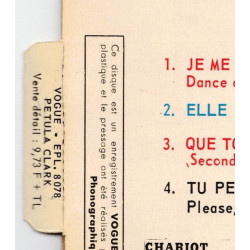 VOGUE - EPL. 8078
PETULA CLARK
Vente détail : 9,73 F + TL
Ce disque est un enregistrement VOGUE
plastique et le pressage ont été réalisés
Phonographiq
1. JE ME
Dance
2. ELLE
3. QUE TO
(Second
4. TU PE
Please,
CHARIOT